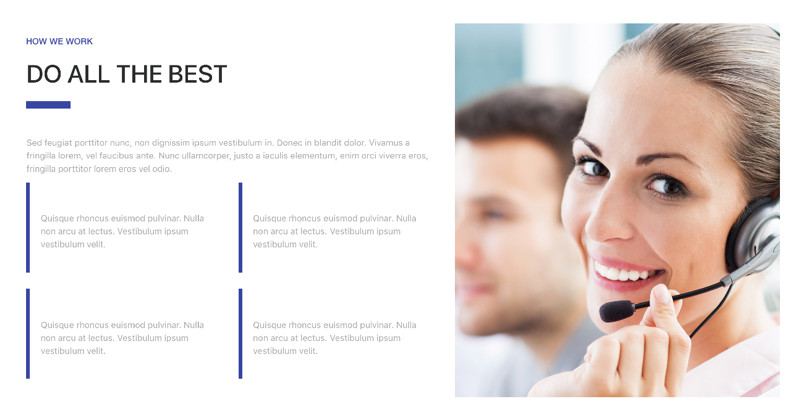 HOW WE WORK
DO ALL THE BEST
Sed feugiat porttitor nunc, non dignissim ipsum vestibulum in. Donec in blandit dolor. Vivamus a
fringilla lorem, vel faucibus ante. Nunc ullamcorper, justo a iaculis elementum, enim orci viverra eros,
fringilla porttitor lorem eros vel odio.
Quisque rhoncus euismod pulvinar. Nulla
non arcu at lectus. Vestibulum ipsum
vestibulum velit.
Quisque rhoncus euismod pulvinar. Nulla
non arcu at lectus. Vestibulum ipsum
vestibulum velit.
Quisque rhoncus euismod pulvinar. Nulla
non arcu at lectus. Vestibulum ipsum
vestibulum velit.
Quisque rhoncus euismod pulvinar. Nulla
non arcu at lectus. Vestibulum ipsum
vestibulum velit.